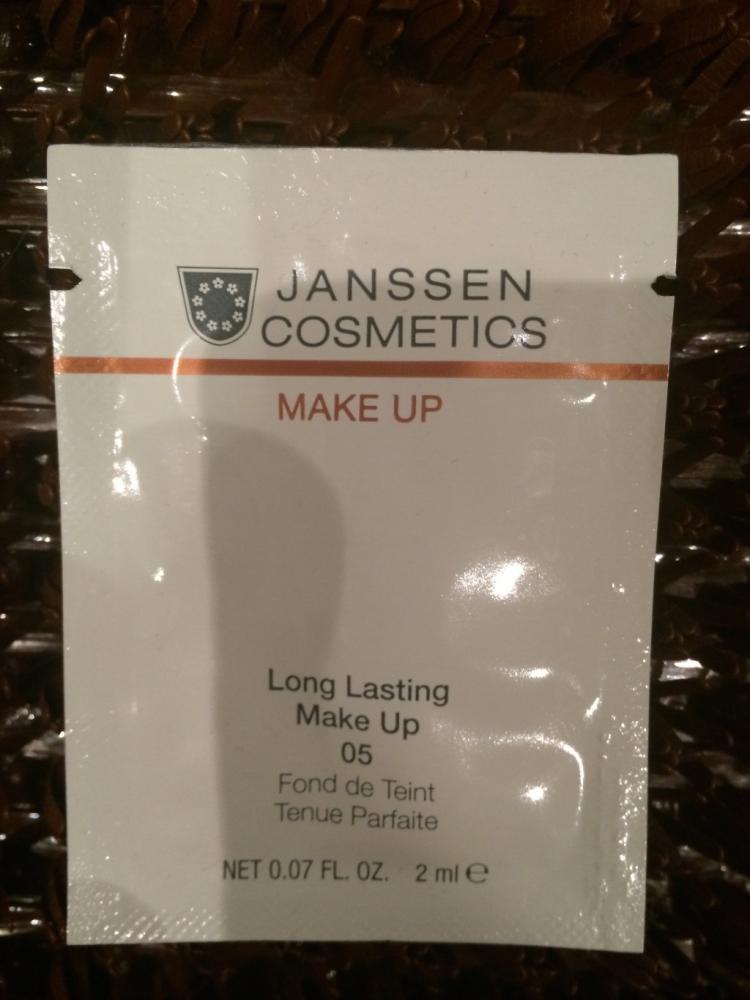 JANSSEN
COSMETICS
MAKE UP
Long Lasting
Make Up
05
Fond de Teint
Tenue Parfaite
NET 0.07 FL. OZ. 2 ml ℮